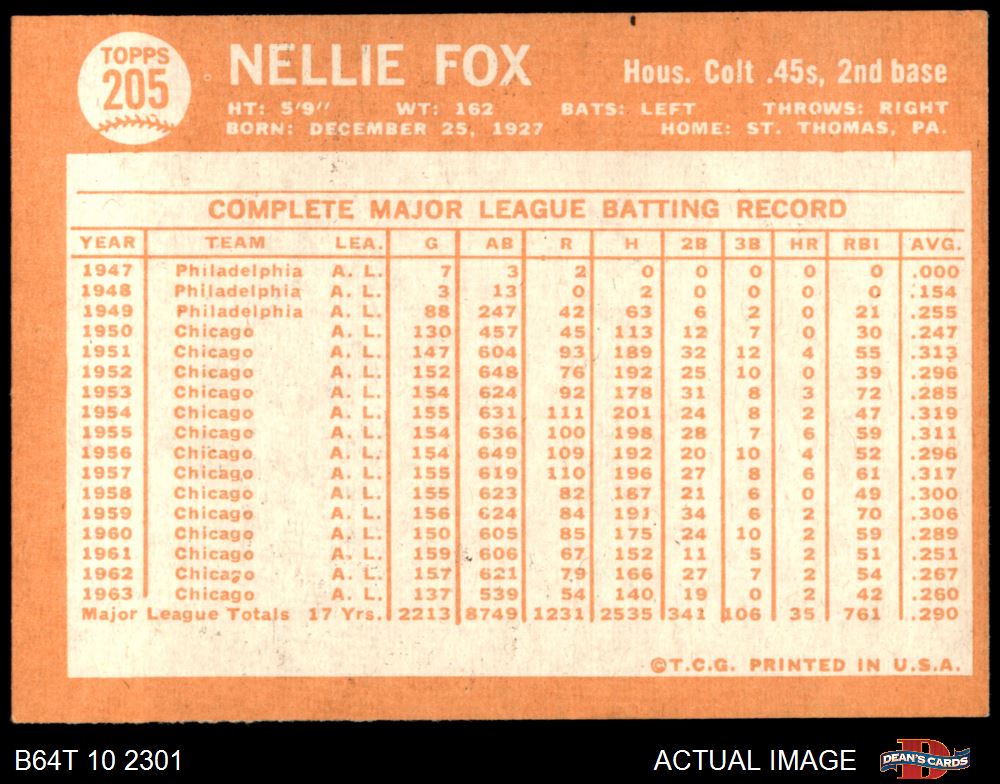 TOPPS
205
NELLIE FOX
Hous. Colt .45s, 2nd base
HT: 5'9" WT: 162 BATS: LEFT THROWS: RIGHT
BORN: DECEMBER 25, 1927 HOME: ST. THOMAS, PA.
COMPLETE MAJOR LEAGUE BATTING RECORD
YEAR TEAM LEA. G AB R H 2B 3B HR RBI AVG.
1947 Philadelphia A. L. 7 3 2 0 0 0 0 0 .000
1948 Philadelphia A. L. 3 13 0 2 0 0 0 0 .154
1949 Philadelphia A. L. 88 247 42 63 6 2 0 21 .255
1950 Chicago A. L. 130 457 45 113 12 7 0 30 .247
1951 Chicago A. L. 147 604 93 189 32 12 4 55 .313
1952 Chicago A. L. 152 648 76 192 25 10 0 39 .296
1953 Chicago A. L. 154 624 92 178 31 8 3 72 .285
1954 Chicago A. L. 155 631 111 201 24 8 2 47 .319
1955 Chicago A. L. 154 636 100 198 28 7 6 59 .311
1956 Chicago A. L. 154 649 109 192 20 10 4 52 .296
1957 Chicago A. L. 155 619 110 196 27 8 6 61 .317
1958 Chicago A. L. 155 623 82 187 21 6 0 49 .300
1959 Chicago A. L. 156 624 84 191 34 6 2 70 .306
1960 Chicago A. L. 150 605 85 175 24 10 2 59 .289
1961 Chicago A. L. 159 606 67 152 11 5 2 51 .251
1962 Chicago A. L. 157 621 79 166 27 7 2 54 .267
1963 Chicago A. L. 137 539 54 140 19 0 2 42 .260
Major League Totals 17 Yrs. 2213 8749 1231 2535 341 106 35 761 .290
©T.C.G. PRINTED IN U.S.A.
B64T 10 2301
ACTUAL IMAGE
D
DEAN'S CARDS